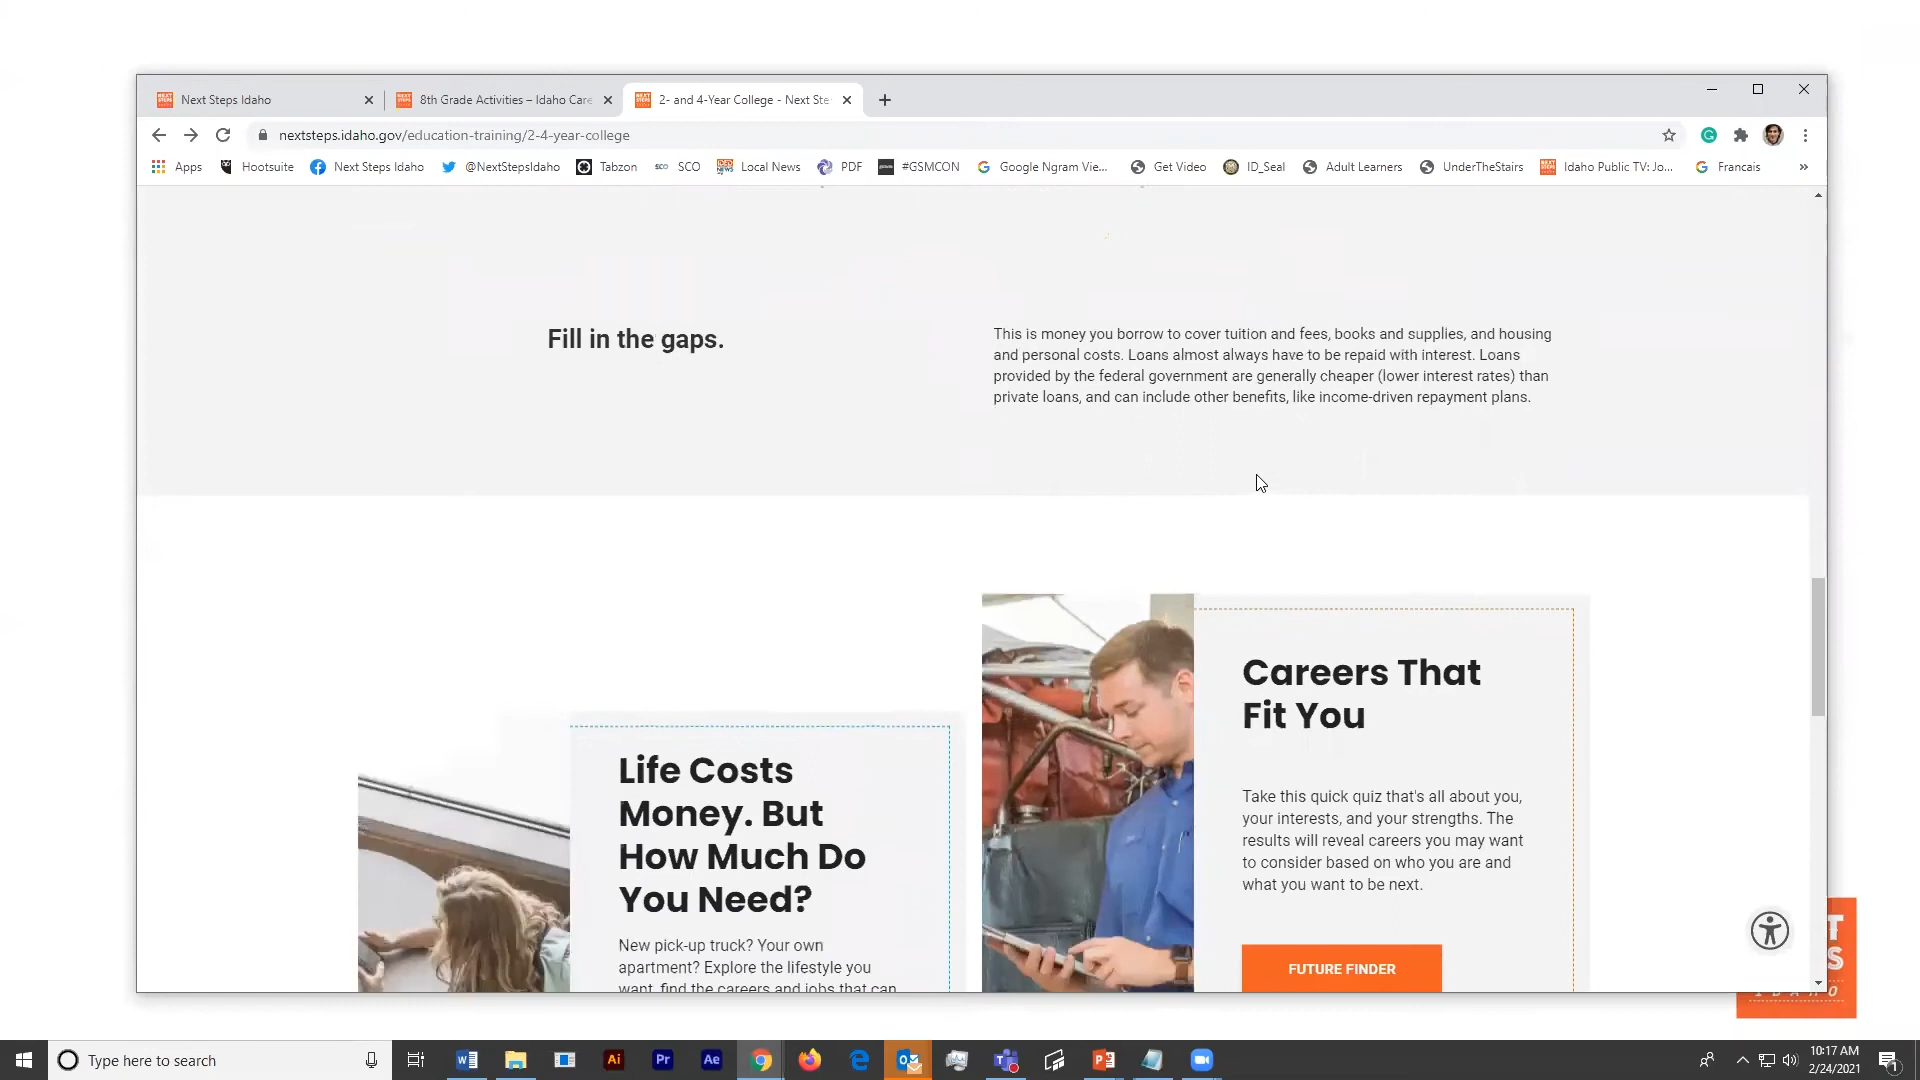 Next Steps Idaho
8th Grade Activities – Idaho Care
2- and 4-Year College - Next Ste
nextsteps.idaho.gov/education-training/2-4-year-college
Apps
Hootsuite
Next Steps Idaho
@NextStepsIdaho
Tabzon
SCO
Local News
PDF
#GSMCON
Google Ngram Vie...
Get Video
ID_Seal
Adult Learners
UnderTheStairs
Idaho Public TV: Jo...
Francais
Fill in the gaps.
This is money you borrow to cover tuition and fees, books and supplies, and housing
and personal costs. Loans almost always have to be repaid with interest. Loans
provided by the federal government are generally cheaper (lower interest rates) than
private loans, and can include other benefits, like income-driven repayment plans.
Life Costs
Money. But
How Much Do
You Need?
New pick-up truck? Your own
apartment? Explore the lifestyle you
want, find the careers and jobs that can
Careers That
Fit You
Take this quick quiz that's all about you,
your interests, and your strengths. The
results will reveal careers you may want
to consider based on who you are and
what you want to be next.
FUTURE FINDER
Type here to search
10:17 AM
2/24/2021